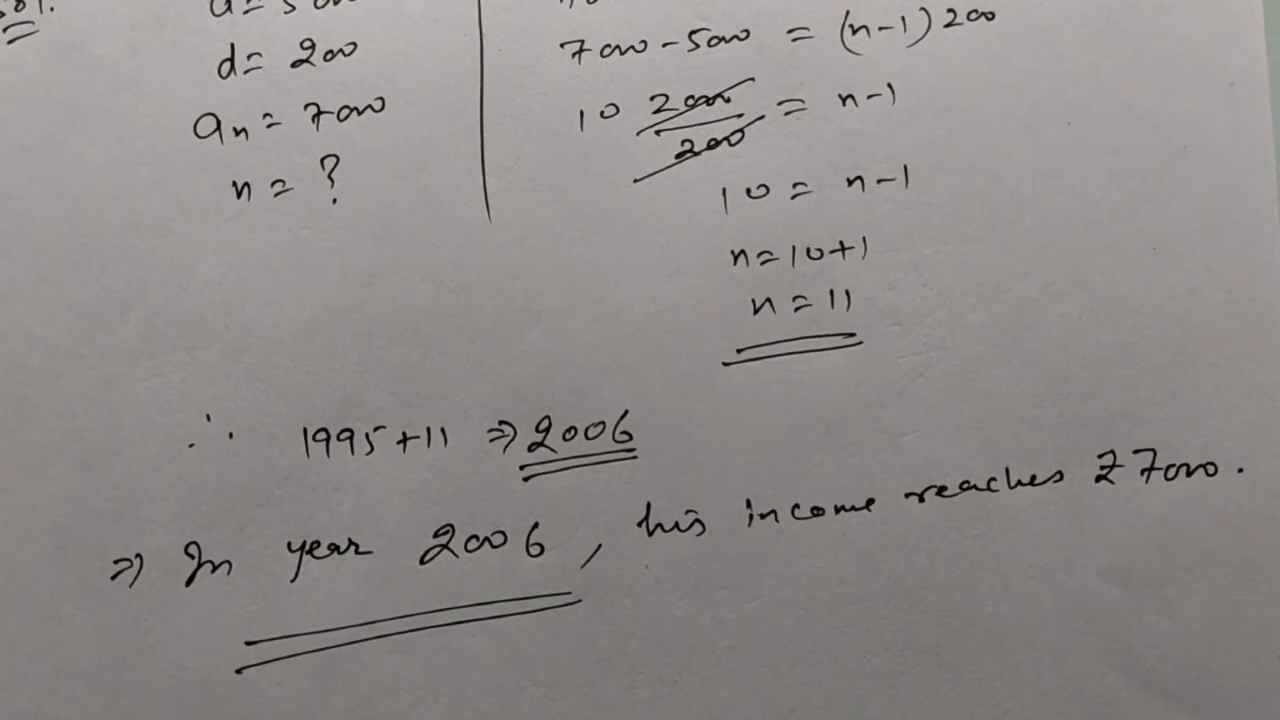 d = 200
an = 7000
n = ?
7000 - 5000 = (n-1) 200
10 2000/200 = n-1
10 = n-1
n = 10+1
n = 11
∴ 1995+11 ⇒ 2006
⇒ In year 2006, his income reaches ₹ 7000.